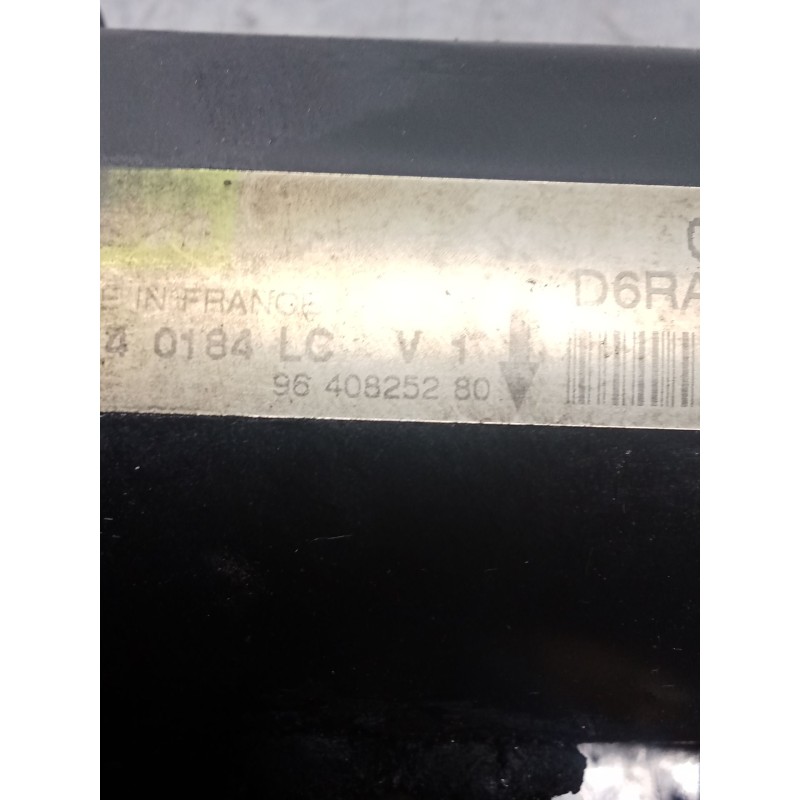 D6RA
E IN FRANCE
4 0184 LC V 1
96 408252 80